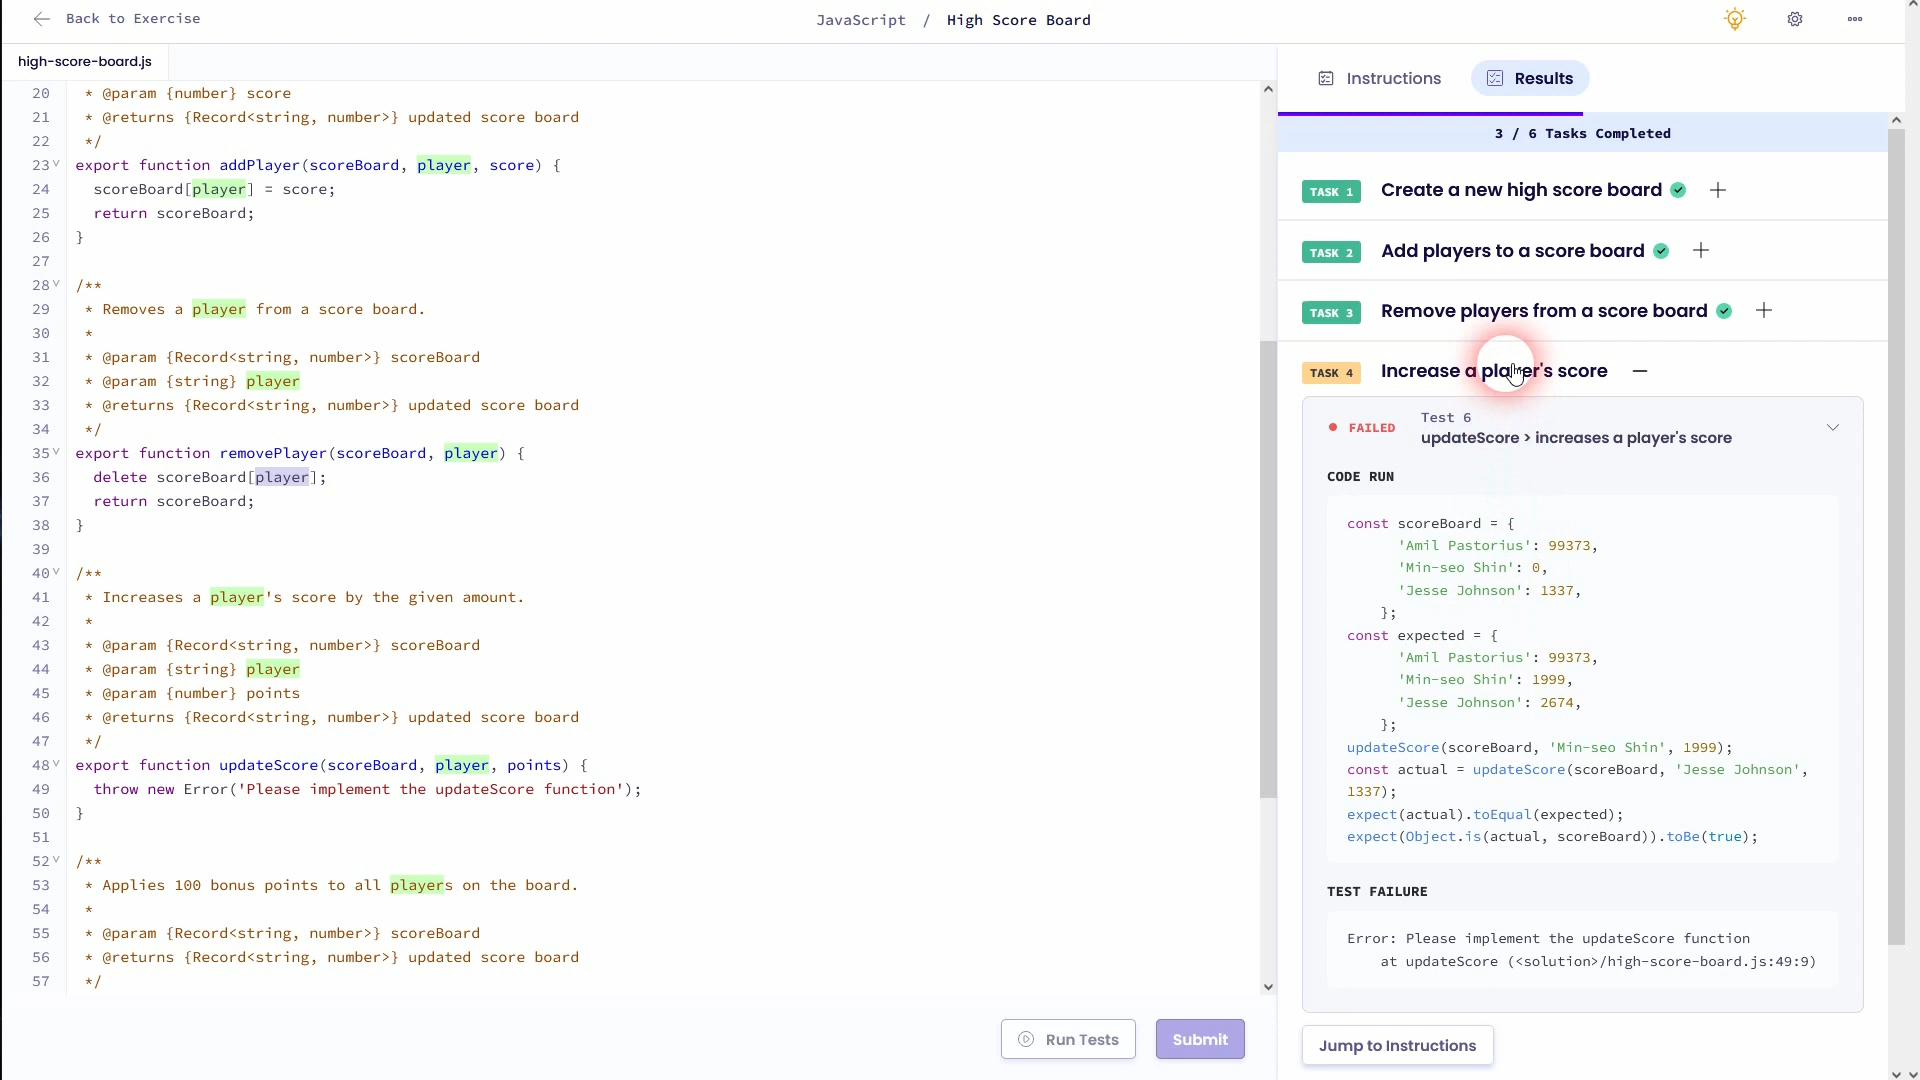 Back to Exercise
JavaScript / High Score Board
high-score-board.js
20 * @param {number} score
21 * @returns {Record<string, number>} updated score board
22 */
23 export function addPlayer(scoreBoard, player, score) {
24 scoreBoard[player] = score;
25 return scoreBoard;
26 }
27
28 /**
29 * Removes a player from a score board.
30 *
31 * @param {Record<string, number>} scoreBoard
32 * @param {string} player
33 * @returns {Record<string, number>} updated score board
34 */
35 export function removePlayer(scoreBoard, player) {
36 delete scoreBoard[player];
37 return scoreBoard;
38 }
39
40 /**
41 * Increases a player's score by the given amount.
42 *
43 * @param {Record<string, number>} scoreBoard
44 * @param {string} player
45 * @param {number} points
46 * @returns {Record<string, number>} updated score board
47 */
48 export function updateScore(scoreBoard, player, points) {
49 throw new Error('Please implement the updateScore function');
50 }
51
52 /**
53 * Applies 100 bonus points to all players on the board.
54 *
55 * @param {Record<string, number>} scoreBoard
56 * @returns {Record<string, number>} updated score board
57 */
Run Tests
Submit
Instructions
Results
3 / 6 Tasks Completed
TASK 1 Create a new high score board
TASK 2 Add players to a score board
TASK 3 Remove players from a score board
TASK 4 Increase a player's score
FAILED
Test 6
updateScore > increases a player's score
CODE RUN
const scoreBoard = {
'Amil Pastorius': 99373,
'Min-seo Shin': 0,
'Jesse Johnson': 1337,
};
const expected = {
'Amil Pastorius': 99373,
'Min-seo Shin': 1999,
'Jesse Johnson': 2674,
};
updateScore(scoreBoard, 'Min-seo Shin', 1999);
const actual = updateScore(scoreBoard, 'Jesse Johnson',
1337);
expect(actual).toEqual(expected);
expect(Object.is(actual, scoreBoard)).toBe(true);
TEST FAILURE
Error: Please implement the updateScore function
at updateScore (<solution>/high-score-board.js:49:9)
Jump to Instructions